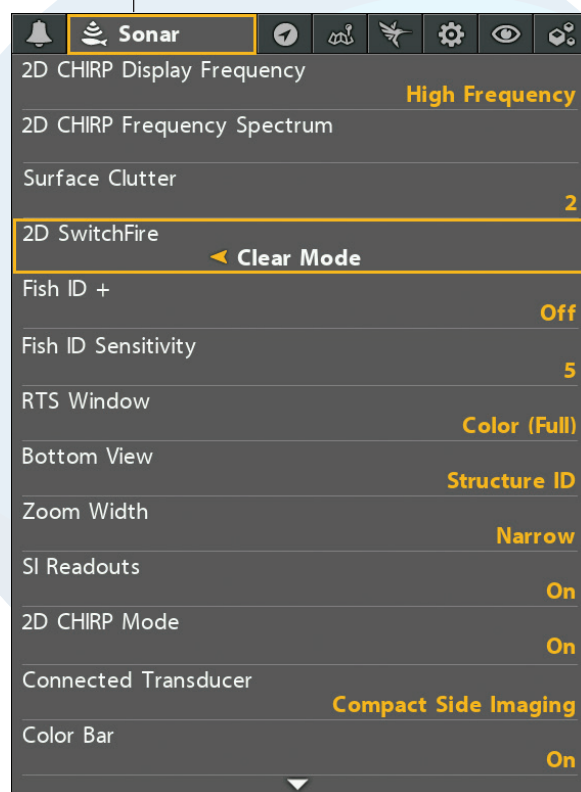 Sonar
2D CHIRP Display Frequency
High Frequency
2D CHIRP Frequency Spectrum
Surface Clutter
2
2D SwitchFire
Clear Mode
Fish ID +
Off
Fish ID Sensitivity
5
RTS Window
Color (Full)
Bottom View
Structure ID
Zoom Width
Narrow
SI Readouts
On
2D CHIRP Mode
On
Connected Transducer
Compact Side Imaging
Color Bar
On